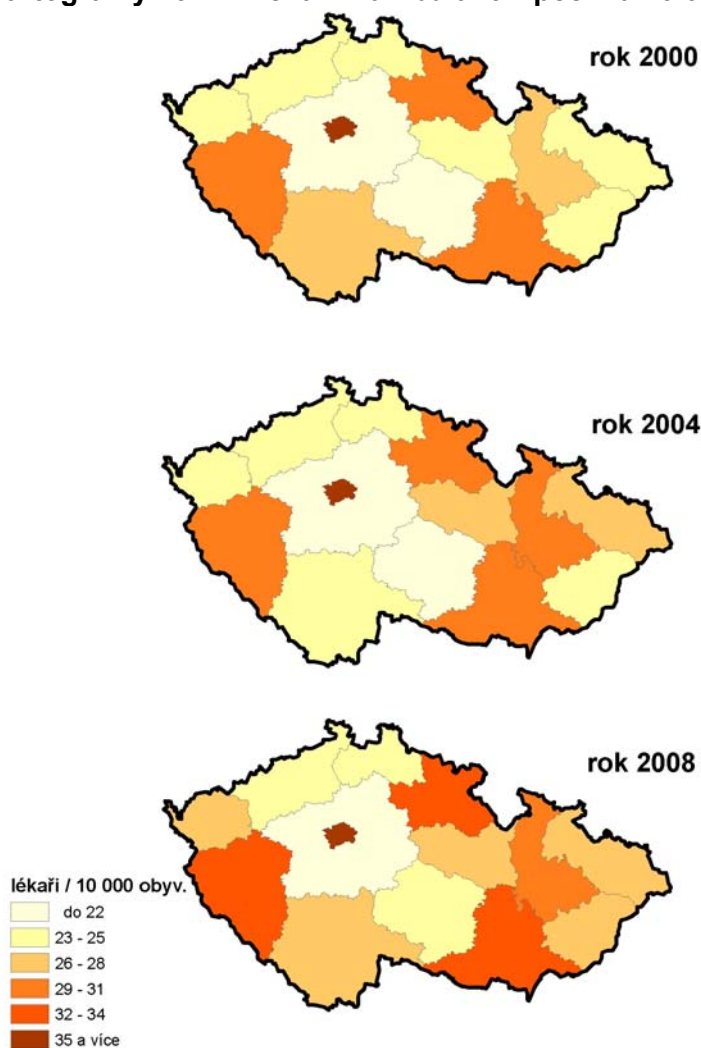 rok 2000
rok 2004
rok 2008
lékaři / 10 000 obyv.
do 22
23 - 25
26 - 28
29 - 31
32 - 34
35 a více